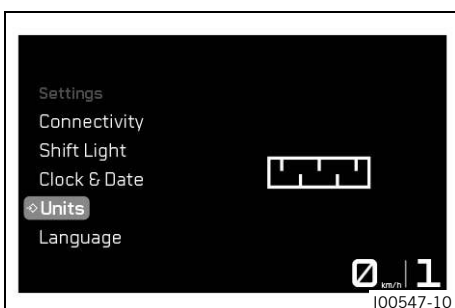 Settings
Connectivity
Shift Light
Clock & Date
Units
Language
0 km/h 1
I00547-10